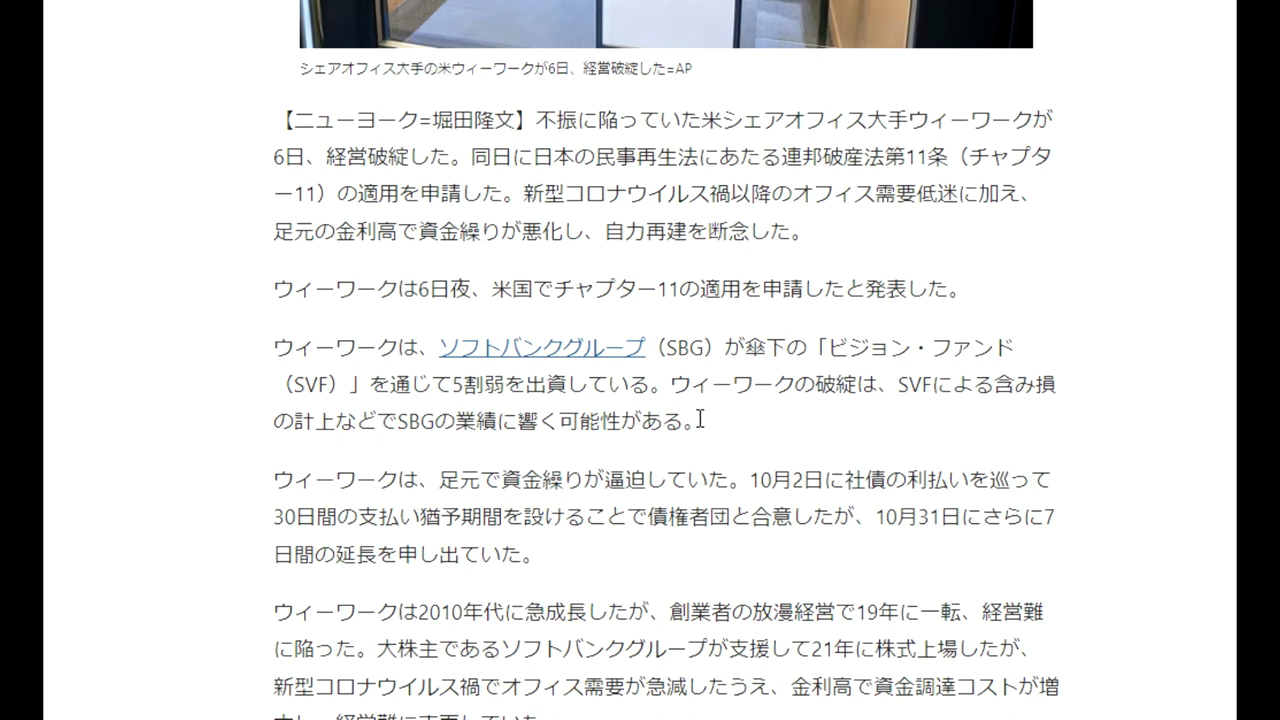 シェアオフィス大手の米ウィーワークが6日、経営破綻した=AP
【ニューヨーク=堀田隆文】不振に陥っていた米シェアオフィス大手ウィーワークが
6日、経営破綻した。同日に日本の民事再生法にあたる連邦破産法第11条（チャプタ
ー11）の適用を申請した。新型コロナウイルス禍以降のオフィス需要低迷に加え、
足元の金利高で資金繰りが悪化し、自力再建を断念した。
ウィーワークは6日夜、米国でチャプター11の適用を申請したと発表した。
ウィーワークは、ソフトバンクグループ（SBG）が傘下の「ビジョン・ファンド
（SVF）」を通じて5割弱を出資している。ウィーワークの破綻は、SVFによる含み損
の計上などでSBGの業績に響く可能性がある。
ウィーワークは、足元で資金繰りが逼迫していた。10月2日に社債の利払いを巡って
30日間の支払い猶予期間を設けることで債権者団と合意したが、10月31日にさらに7
日間の延長を申し出ていた。
ウィーワークは2010年代に急成長したが、創業者の放漫経営で19年に一転、経営難
に陥った。大株主であるソフトバンクグループが支援して21年に株式上場したが、
新型コロナウイルス禍でオフィス需要が急減したうえ、金利高で資金調達コストが増